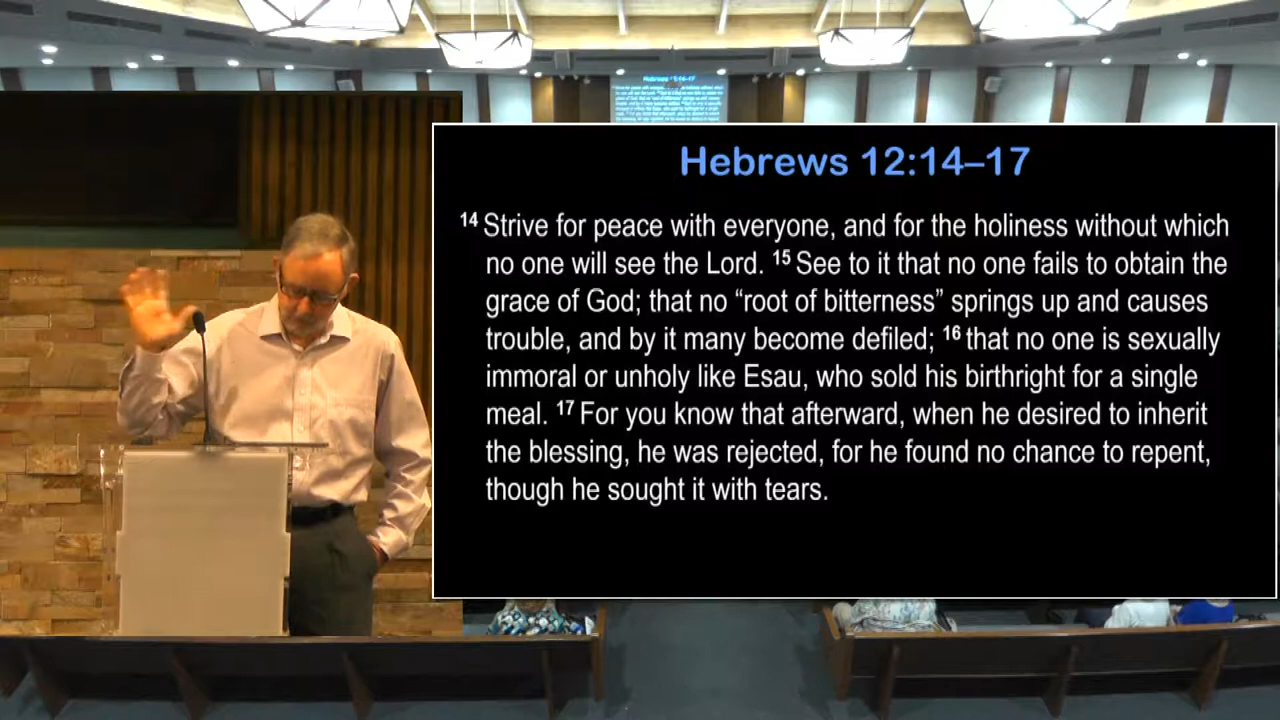 Hebrews 12:14–17
Hebrews 12:14–17
14 Strive for peace with everyone, and for the holiness without which
no one will see the Lord. 15 See to it that no one fails to obtain the
grace of God; that no “root of bitterness” springs up and causes
trouble, and by it many become defiled; 16 that no one is sexually
immoral or unholy like Esau, who sold his birthright for a single
meal. 17 For you know that afterward, when he desired to inherit
the blessing, he was rejected, for he found no chance to repent,
though he sought it with tears.